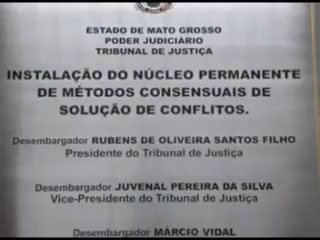 ESTADO DE MATO GROSSO
PODER JUDICIÁRIO
TRIBUNAL DE JUSTIÇA
INSTALAÇÃO DO NÚCLEO PERMANENTE
DE MÉTODOS CONSENSUAIS DE
SOLUÇÃO DE CONFLITOS.
Desembargador RUBENS DE OLIVEIRA SANTOS FILHO
Presidente do Tribunal de Justiça
Desembargador JUVENAL PEREIRA DA SILVA
Vice-Presidente do Tribunal de Justiça
Desembargador MÁRCIO VIDAL